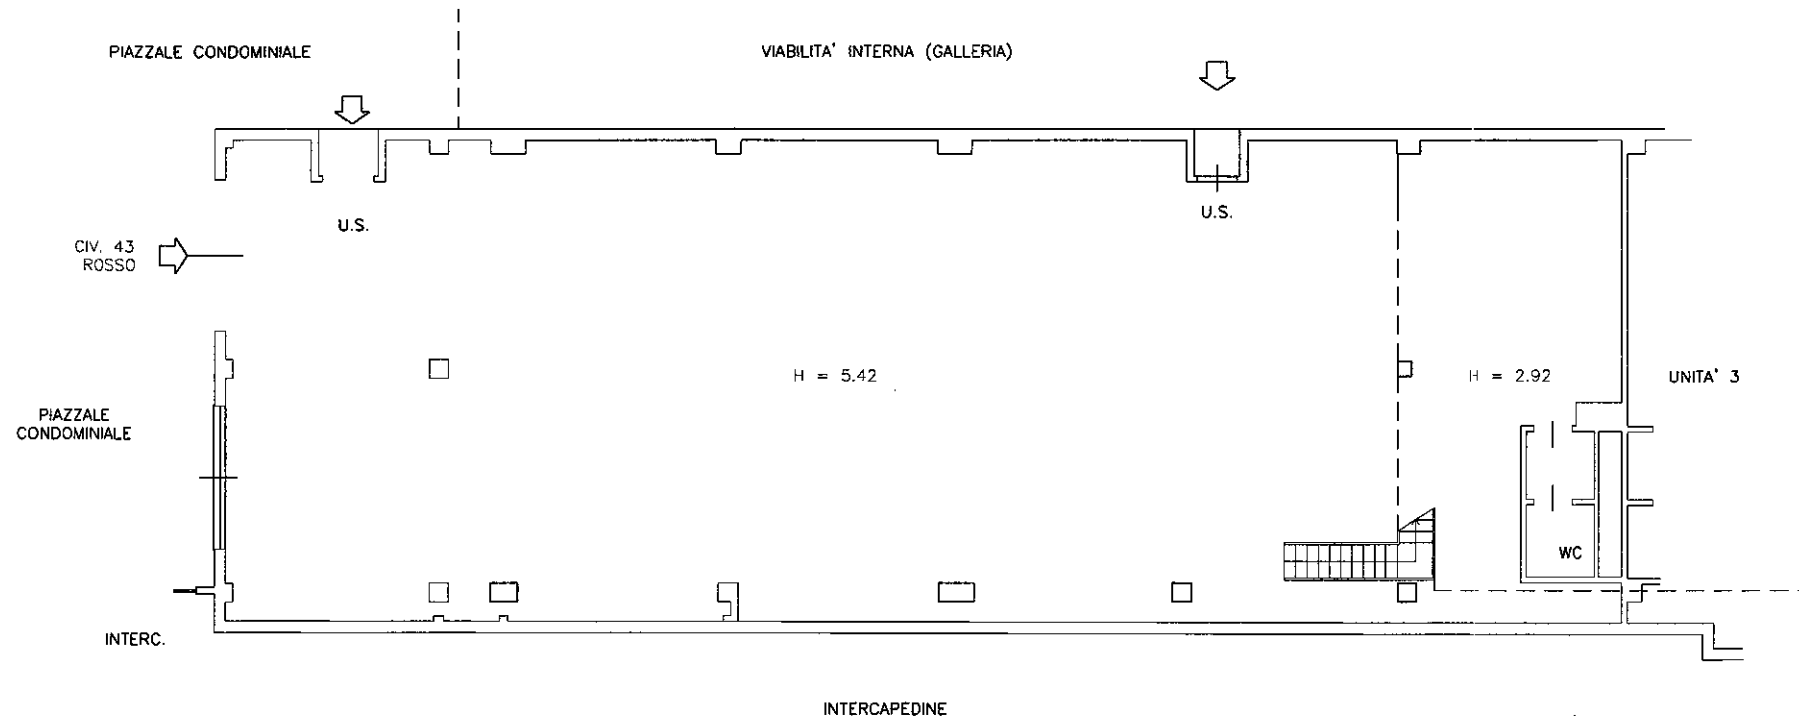 PIAZZALE CONDOMINIALE
VIABILITA' INTERNA (GALLERIA)
U.S.
U.S.
CIV. 43
ROSSO
H = 5.42
H = 2.92
UNITA' 3
PIAZZALE
CONDOMINIALE
WC
INTERC.
INTERCAPEDINE